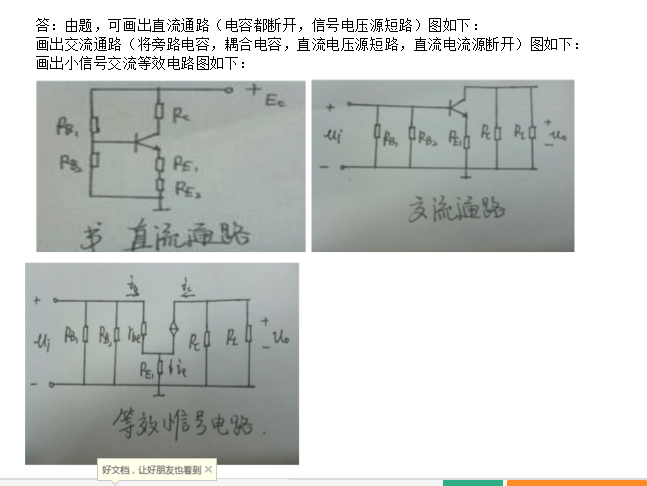 答：由题，可画出直流通路（电容都断开，信号电压源短路）图如下：
画出交流通路（将旁路电容，耦合电容，直流电压源短路，直流电流源断开）图如下：
画出小信号交流等效电路图如下：
+ Ec
RB1
Rc
RB2
RE1
RE2
直流通路
+
ui
RB1
RB2
RE1
Rc
RL
+
uo
-
-
交流通路
iB
ic
+
ui
RB1
RB2
rbe
Rc
RL
+
uo
-
RE1
ie
-
等效小信号电路.
好文档，让好朋友也看到